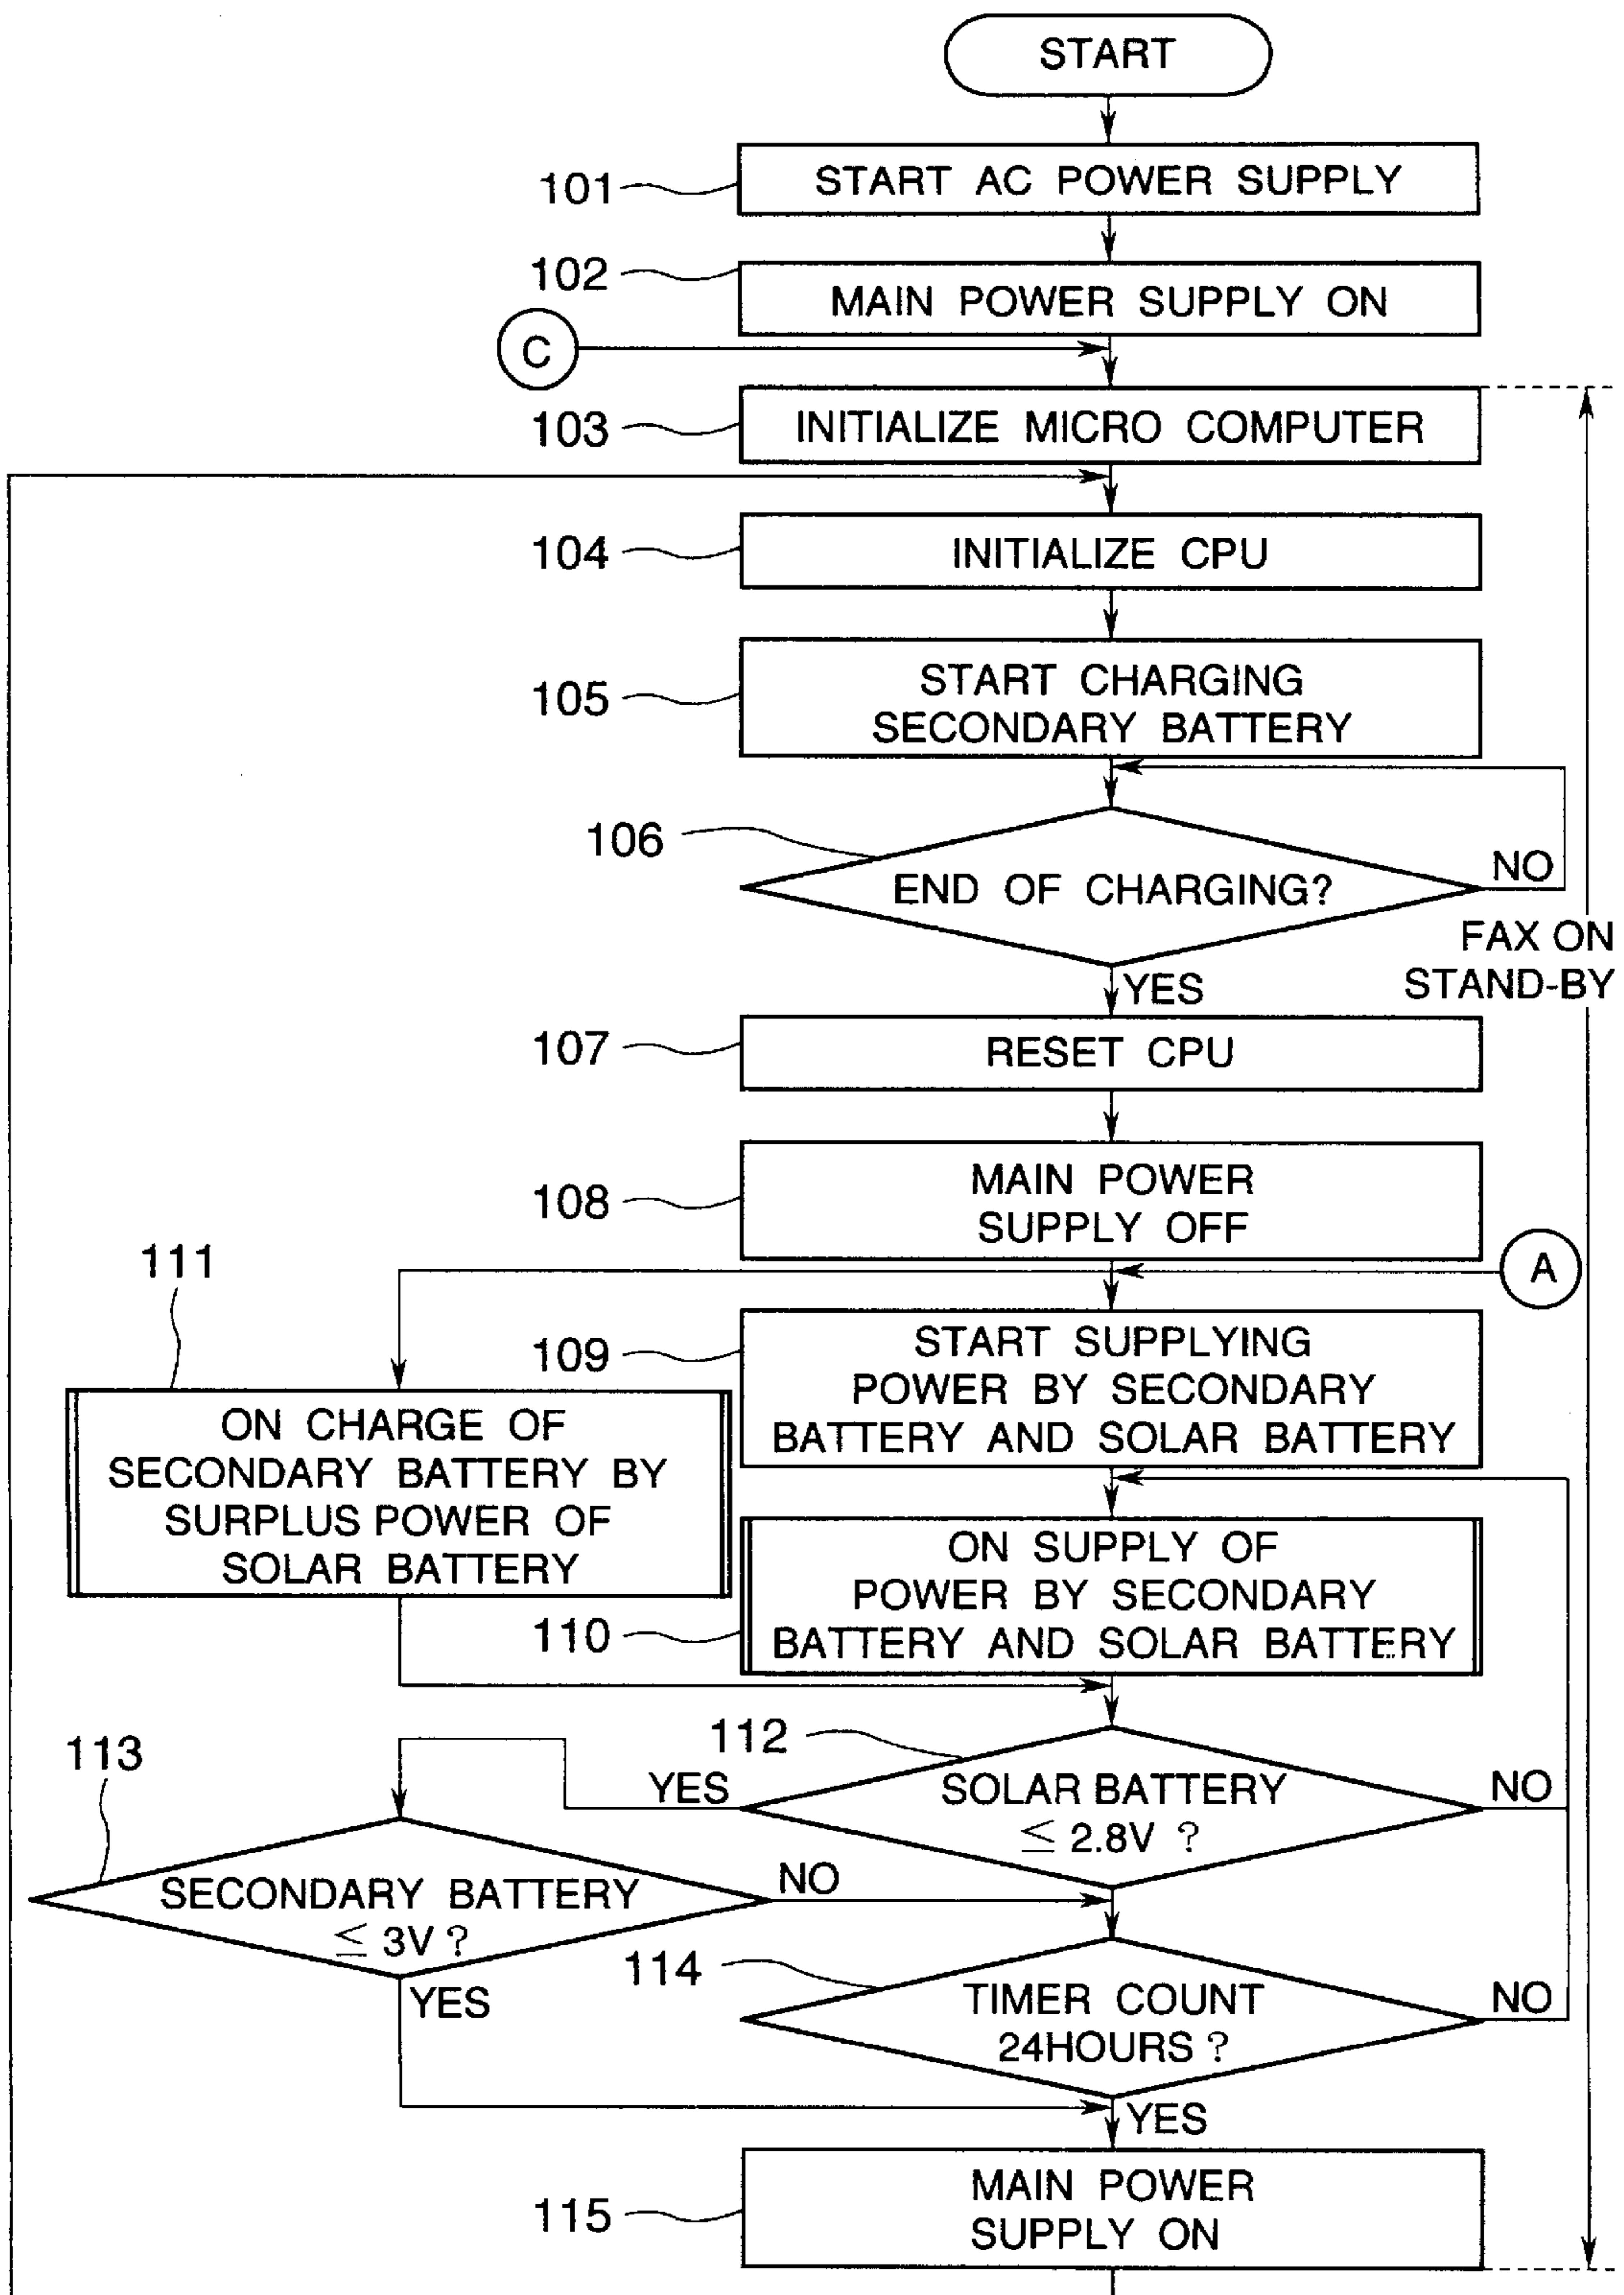 START
101
START AC POWER SUPPLY
102
MAIN POWER SUPPLY ON
C
103
INITIALIZE MICRO COMPUTER
104
INITIALIZE CPU
105
START CHARGING
SECONDARY BATTERY
106
END OF CHARGING?
NO
FAX ON
STAND-BY
YES
107
RESET CPU
108
MAIN POWER
SUPPLY OFF
A
111
ON CHARGE OF
SECONDARY BATTERY BY
SURPLUS POWER OF
SOLAR BATTERY
109
START SUPPLYING
POWER BY SECONDARY
BATTERY AND SOLAR BATTERY
110
ON SUPPLY OF
POWER BY SECONDARY
BATTERY AND SOLAR BATTERY
112
SOLAR BATTERY
≦ 2.8V ?
YES
NO
113
SECONDARY BATTERY
≦ 3V ?
NO
YES
114
TIMER COUNT
24HOURS ?
NO
YES
115
MAIN POWER
SUPPLY ON